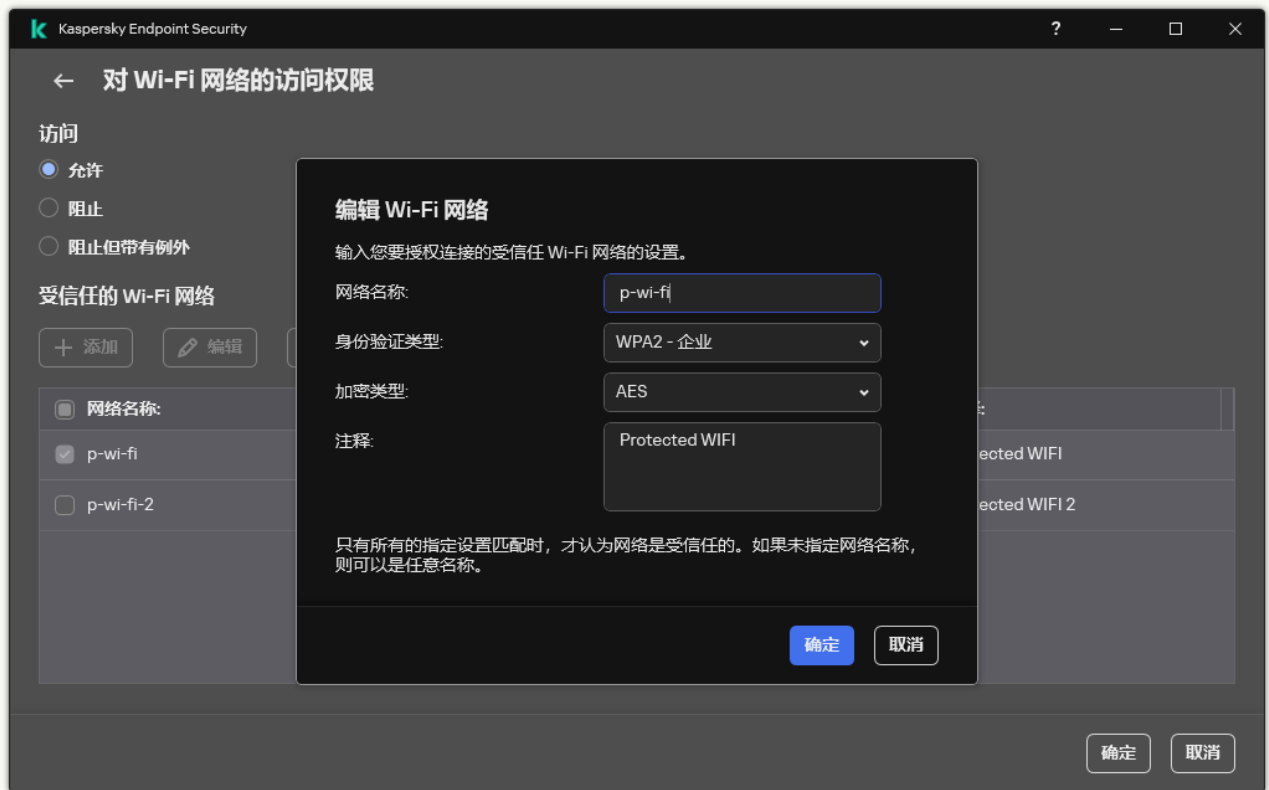 Kaspersky Endpoint Security
?
对 Wi-Fi 网络的访问权限
访问
允许
阻止
阻止但带有例外
受信任的 Wi-Fi 网络
添加
编辑
网络名称:
p-wi-fi
ected WIFI
p-wi-fi-2
ected WIFI 2
编辑 Wi-Fi 网络
输入您要授权连接的受信任 Wi-Fi 网络的设置。
网络名称:
p-wi-fi
身份验证类型:
WPA2 - 企业
加密类型:
AES
注释:
Protected WIFI
只有所有的指定设置匹配时，才认为网络是受信任的。如果未指定网络名称，
则可以是任意名称。
确定
取消
确定
取消